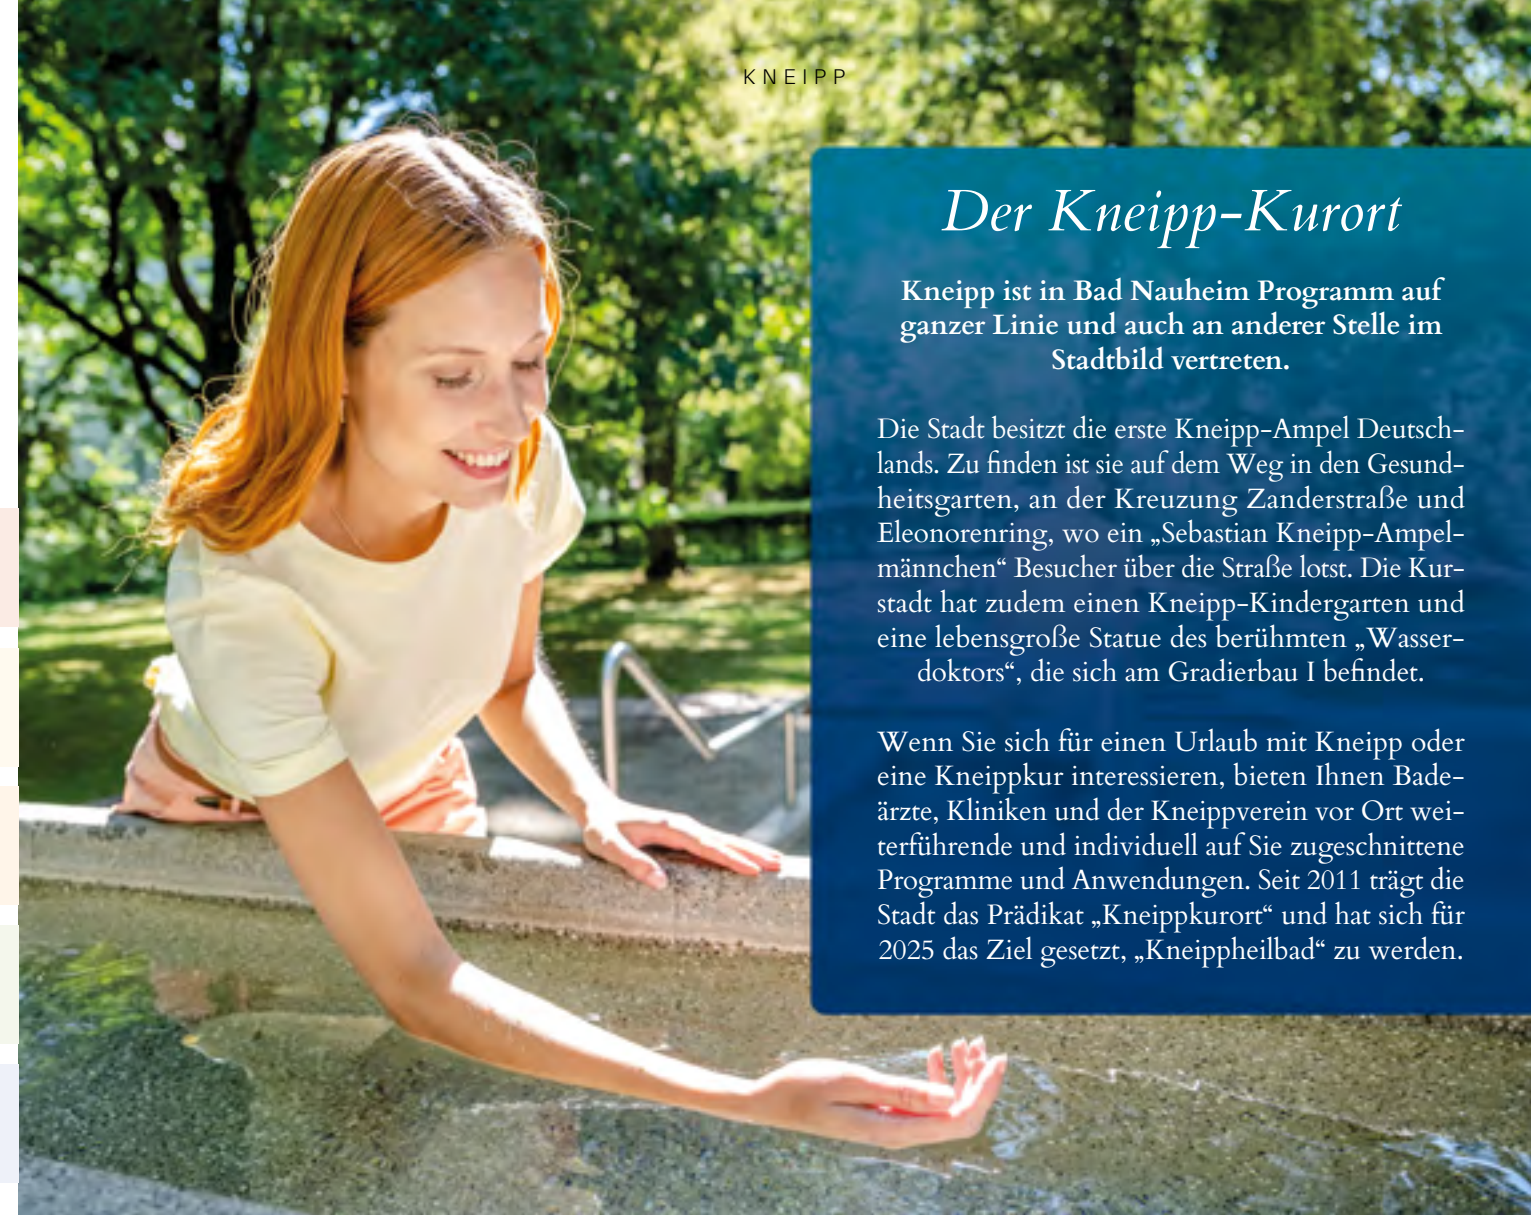 KNEIPP
Der Kneipp-Kurort
Kneipp ist in Bad Nauheim Programm auf
ganzer Linie und auch an anderer Stelle im
Stadtbild vertreten.
Die Stadt besitzt die erste Kneipp-Ampel Deutsch-
lands. Zu finden ist sie auf dem Weg in den Gesund-
heitsgarten, an der Kreuzung Zanderstraße und
Eleonorenring, wo ein „Sebastian Kneipp-Ampel-
männchen“ Besucher über die Straße lotst. Die Kur-
stadt hat zudem einen Kneipp-Kindergarten und
eine lebensgroße Statue des berühmten „Wasser-
doktors“, die sich am Gradierbau I befindet.
Wenn Sie sich für einen Urlaub mit Kneipp oder
eine Kneippkur interessieren, bieten Ihnen Bade-
ärzte, Kliniken und der Kneippverein vor Ort wei-
terführende und individuell auf Sie zugeschnittene
Programme und Anwendungen. Seit 2011 trägt die
Stadt das Prädikat „Kneippkurort“ und hat sich für
2025 das Ziel gesetzt, „Kneippheilbad“ zu werden.